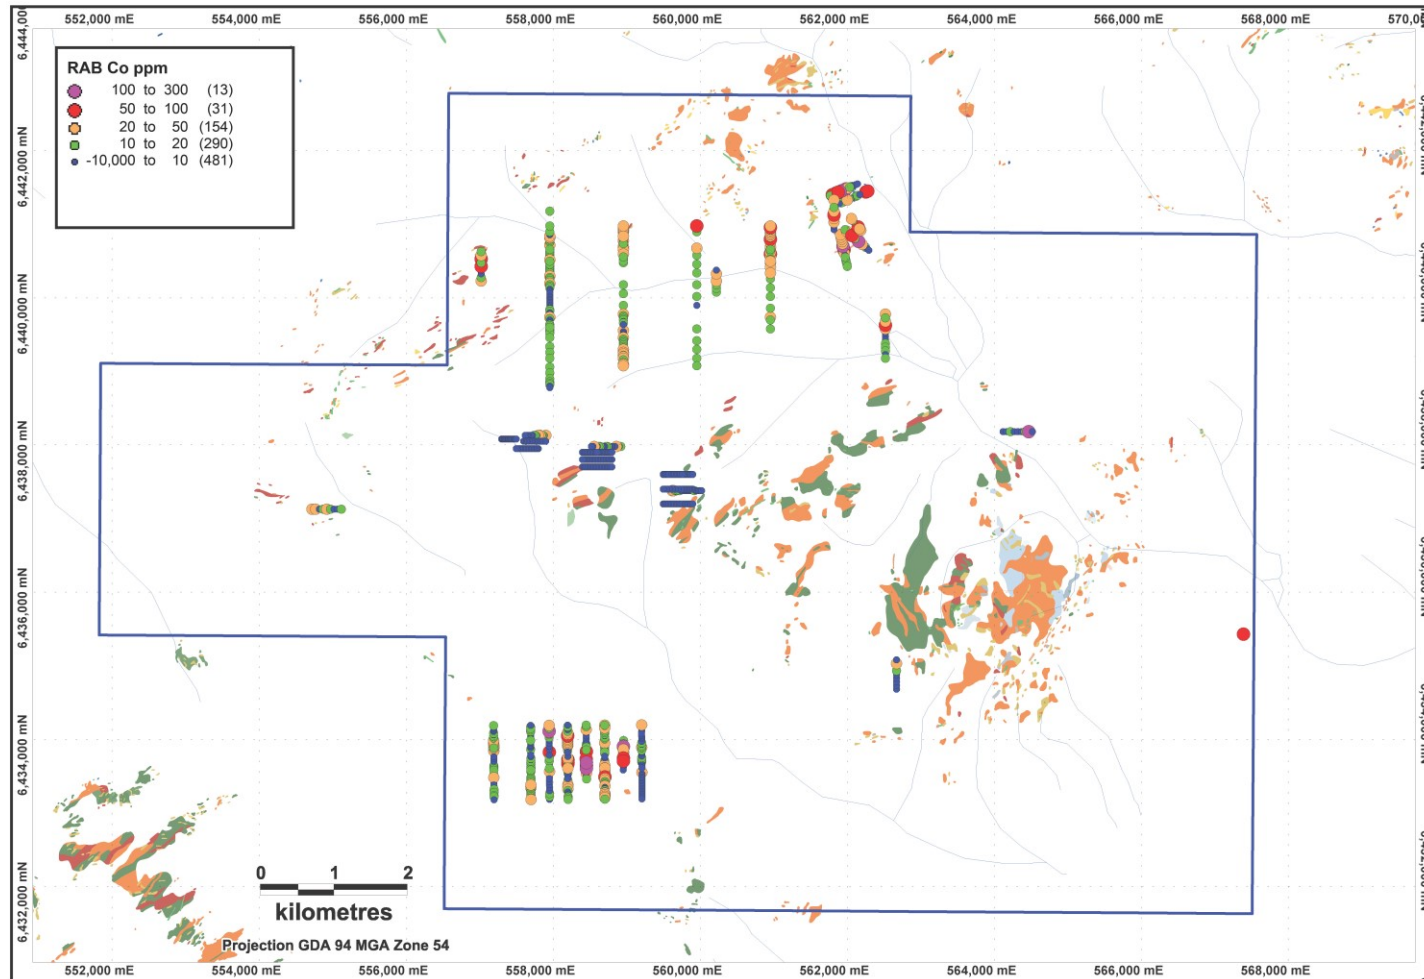 552,000 mE 554,000 mE 556,000 mE 558,000 mE 560,000 mE 562,000 mE 564,000 mE 566,000 mE 568,000 mE
RAB Co ppm
100 to 300 (13)
50 to 100 (31)
20 to 50 (154)
10 to 20 (290)
-10,000 to 10 (481)
6,442,000 mN
6,440,000 mN
6,438,000 mN
6,436,000 mN
6,434,000 mN
6,432,000 mN
0 1 2
kilometres
Projection GDA 94 MGA Zone 54
552,000 mE 554,000 mE 556,000 mE 558,000 mE 560,000 mE 562,000 mE 564,000 mE 566,000 mE 568,000 mE